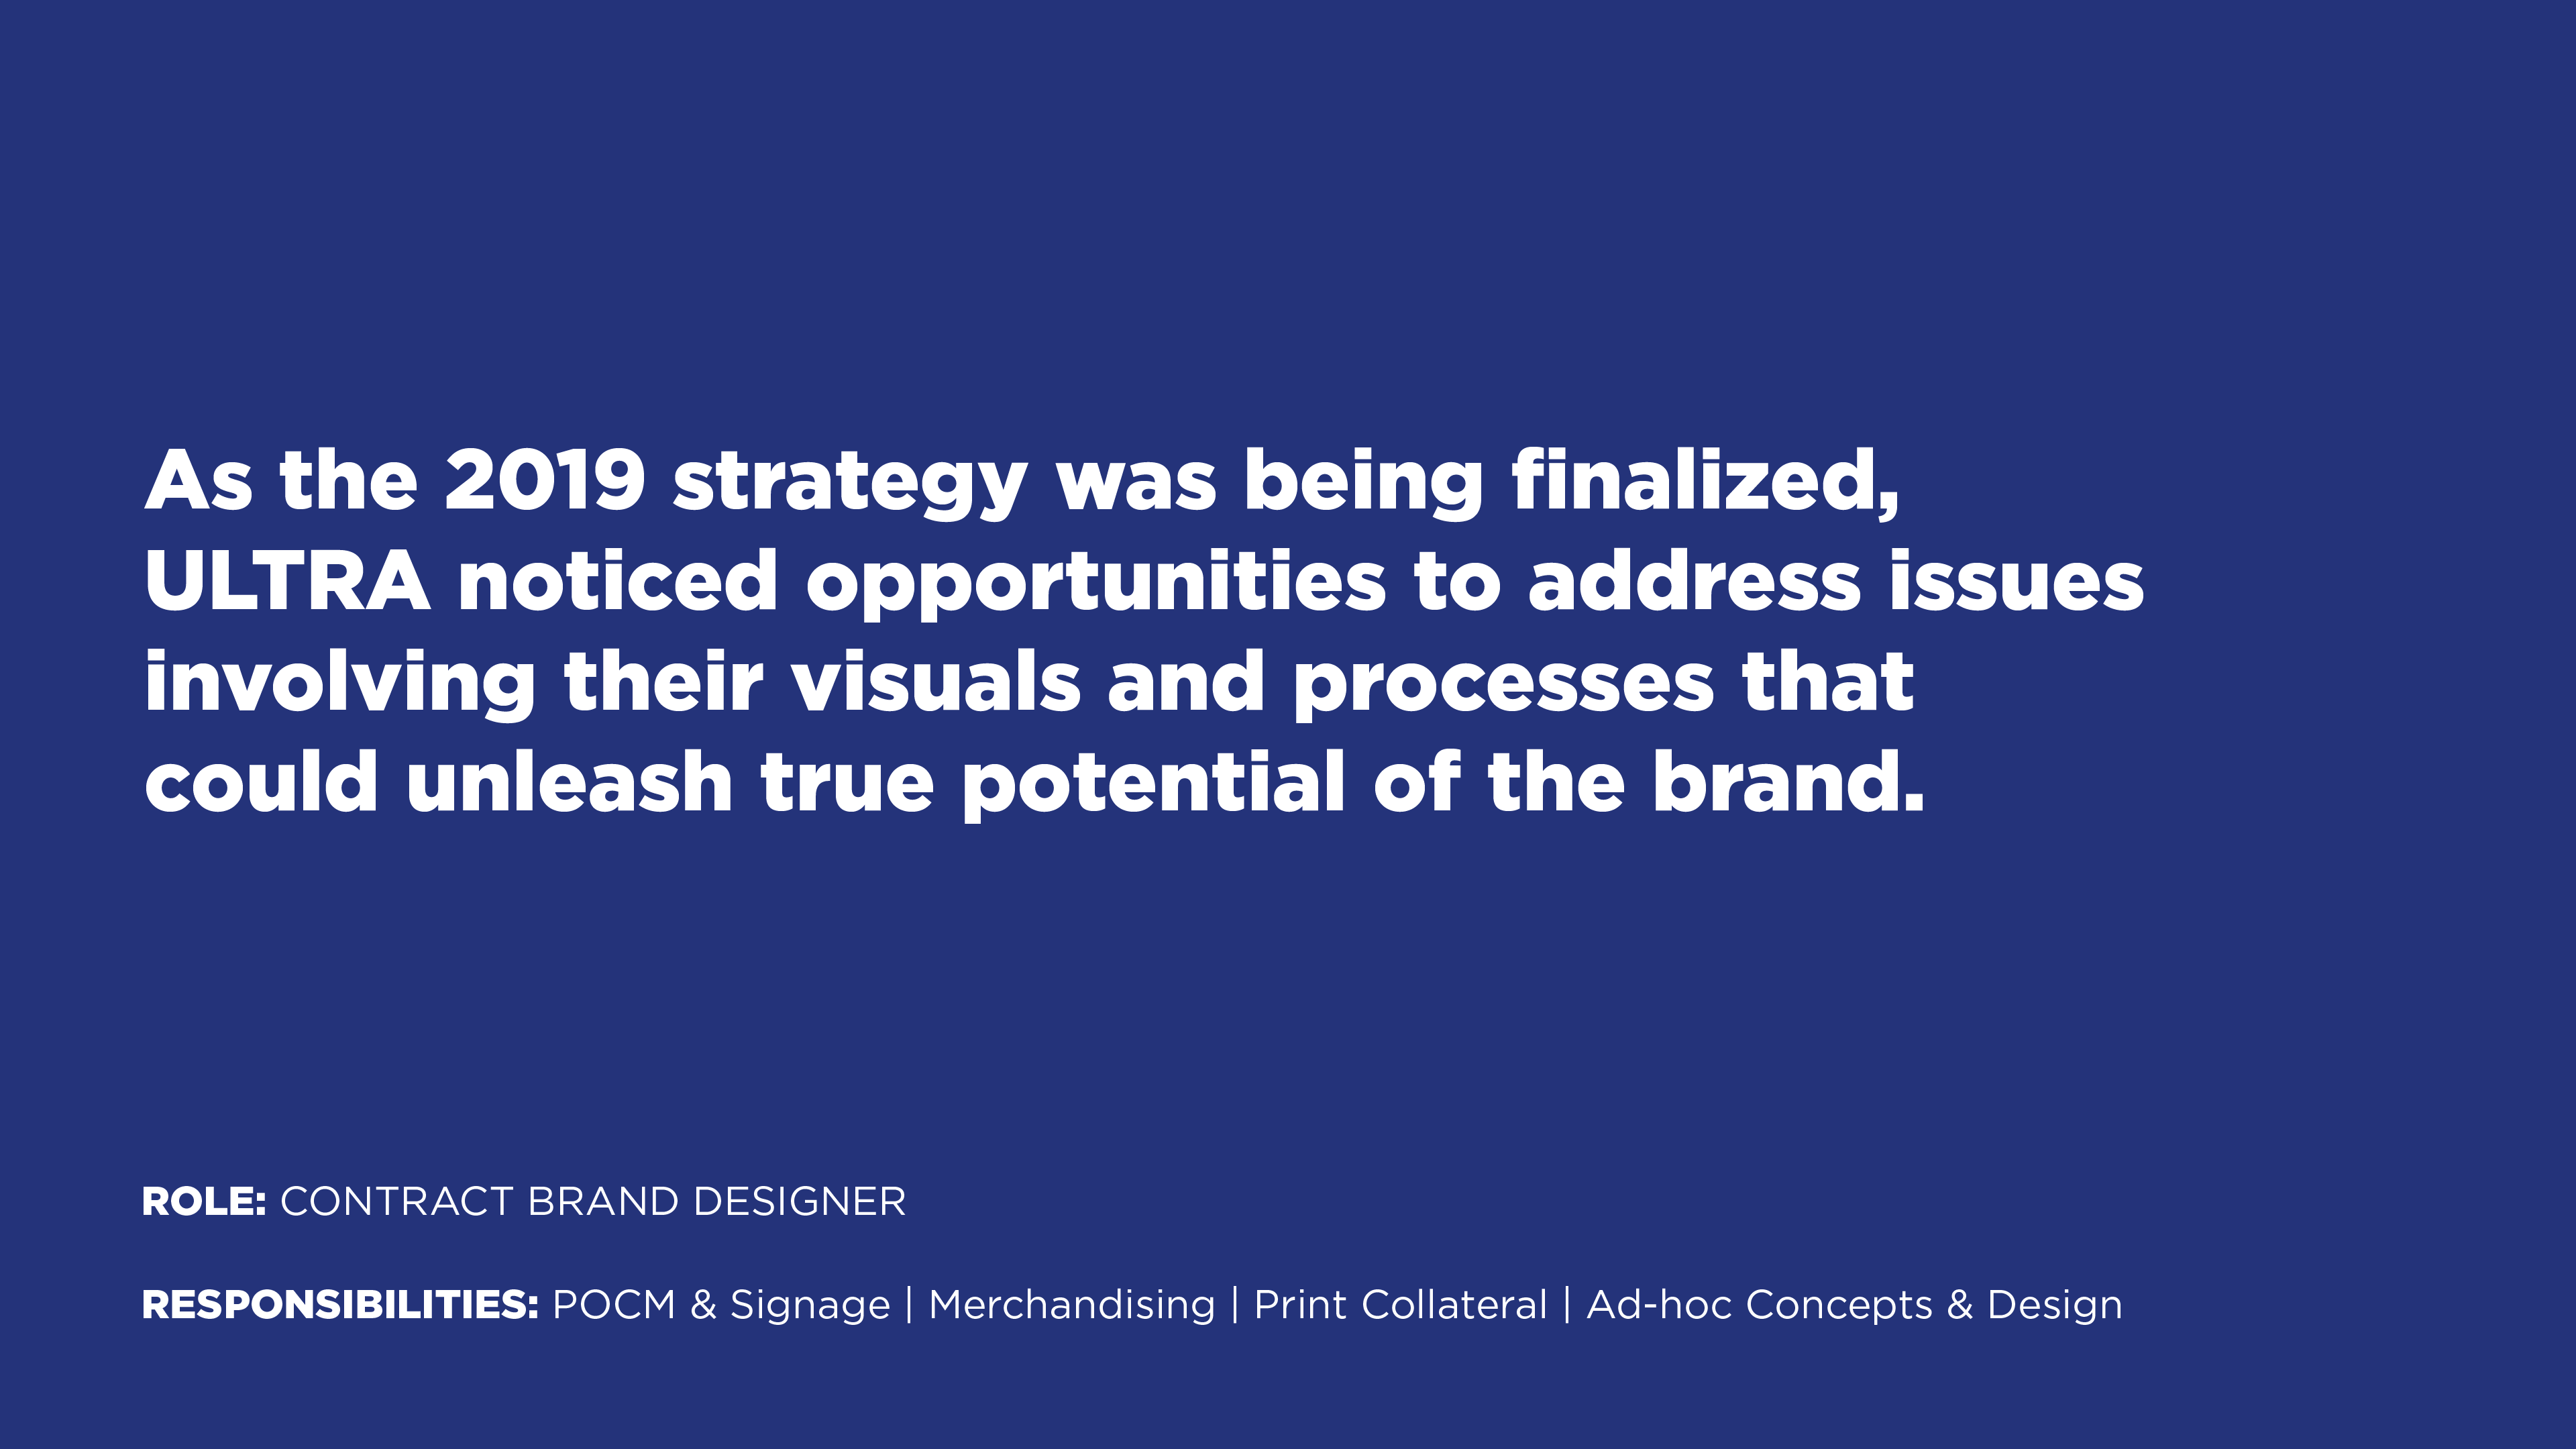 As the 2019 strategy was being finalized,
ULTRA noticed opportunities to address issues
involving their visuals and processes that
could unleash true potential of the brand.
ROLE: CONTRACT BRAND DESIGNER
RESPONSIBILITIES: POCM & Signage | Merchandising | Print Collateral | Ad-hoc Concepts & Design